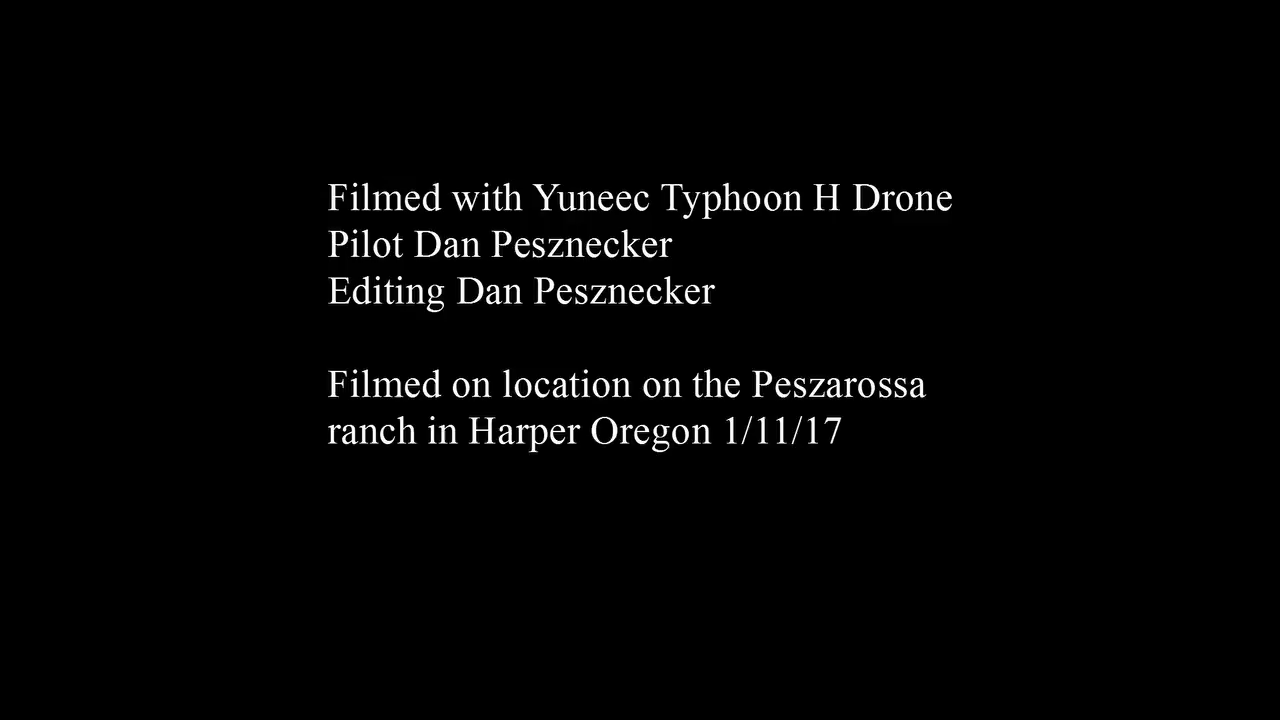 Filmed with Yuneec Typhoon H Drone
Pilot Dan Pesznecker
Editing Dan Pesznecker
Filmed on location on the Peszarossa
ranch in Harper Oregon 1/11/17